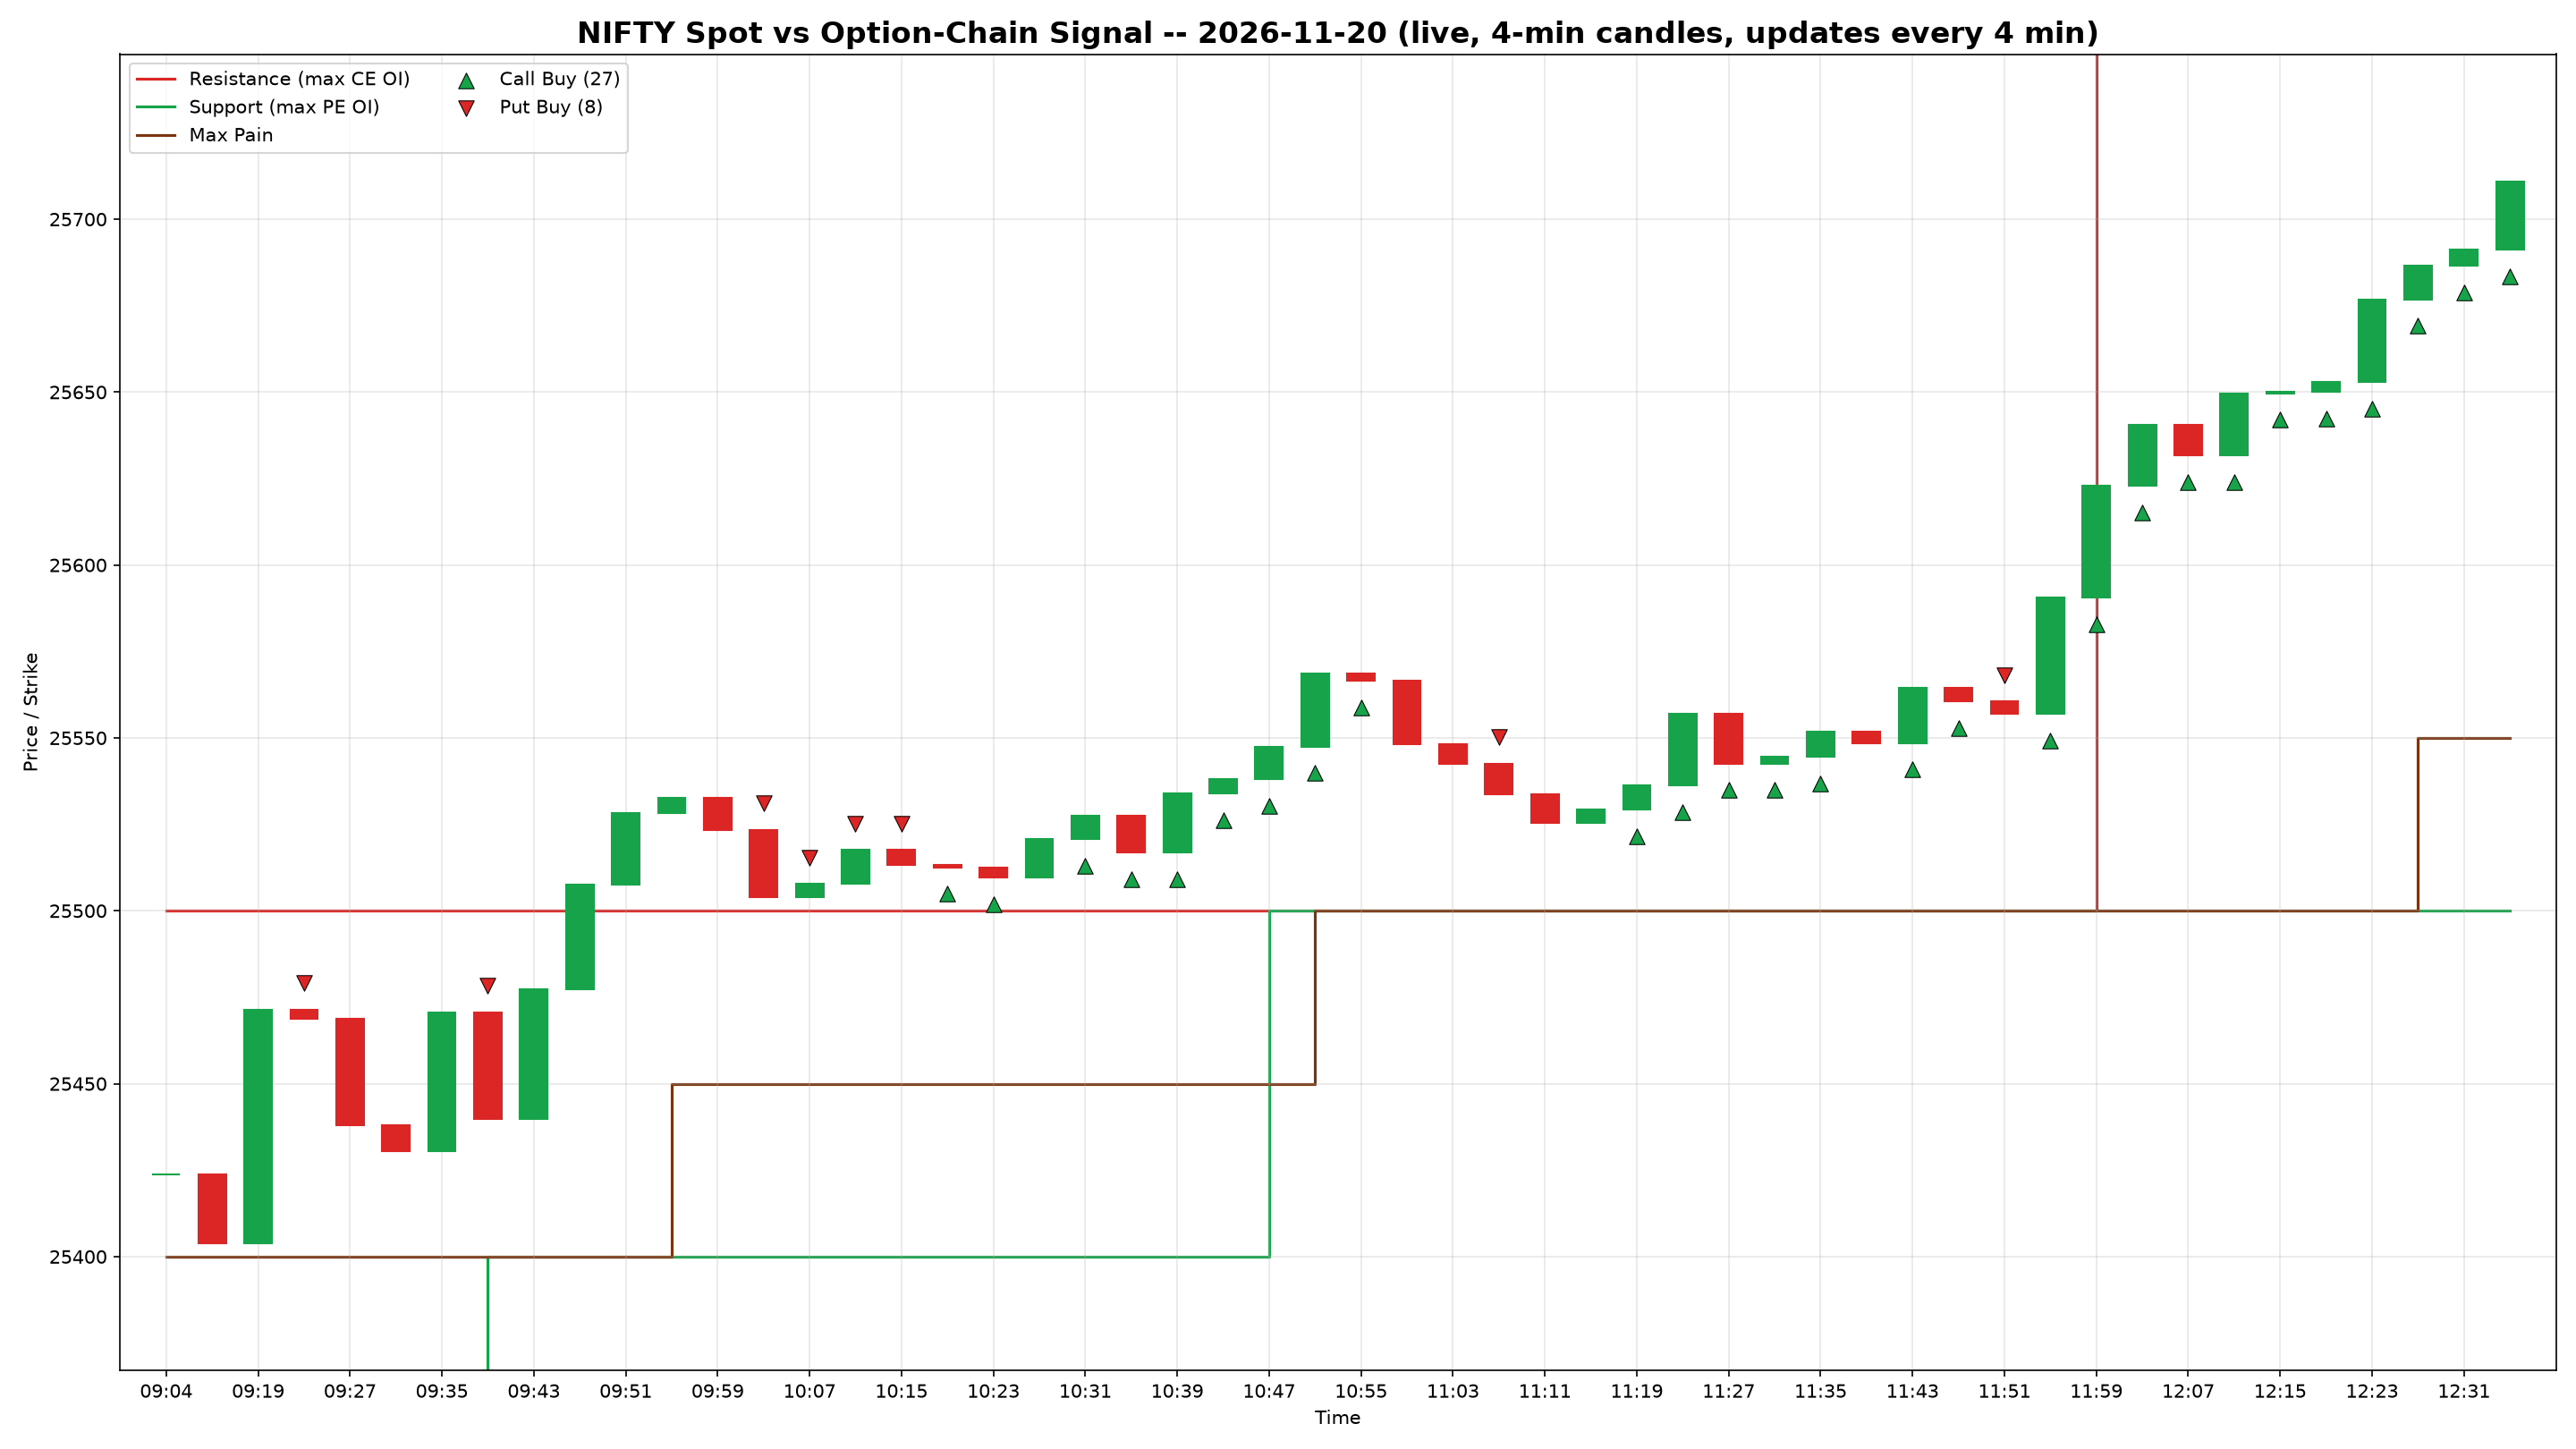 NIFTY Spot vs Option-Chain Signal -- 2026-11-20 (live, 4-min candles, updates every 4 min)
Resistance (max CE OI)
Support (max PE OI)
Max Pain
Call Buy (27)
Put Buy (8)
Price / Strike
25700
25650
25600
25550
25500
25450
25400
09:04 09:19 09:27 09:35 09:43 09:51 09:59 10:07 10:15 10:23 10:31 10:39 10:47 10:55 11:03 11:11 11:19 11:27 11:35 11:43 11:51 11:59 12:07 12:15 12:23 12:31
Time